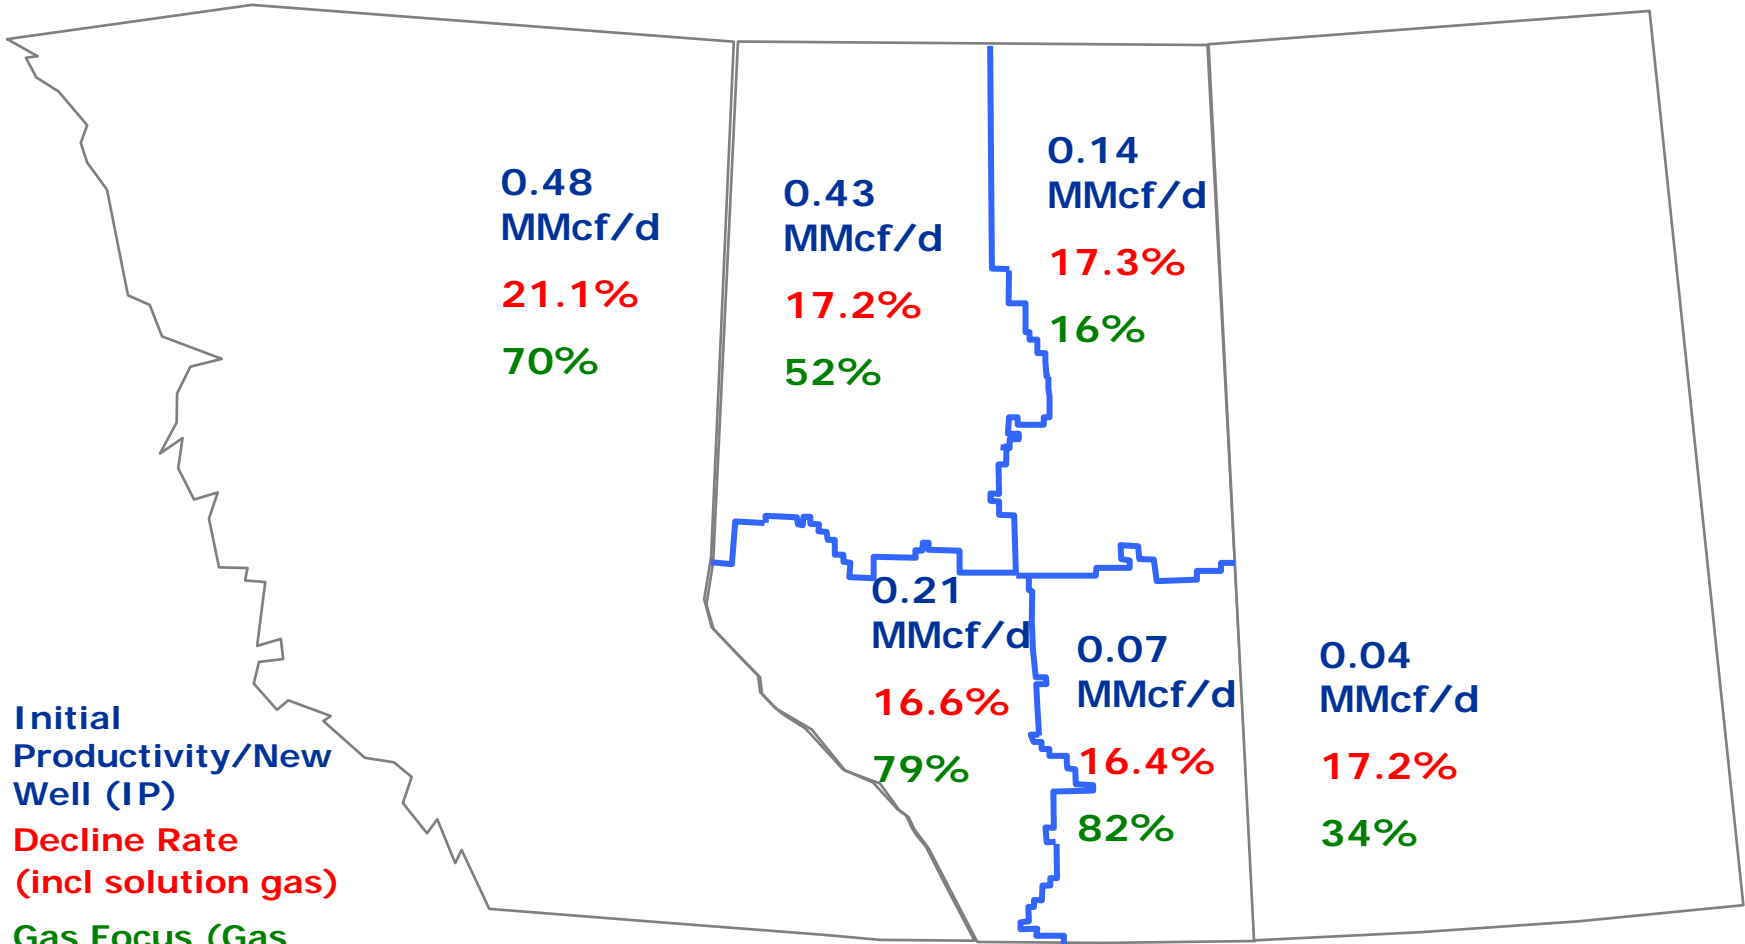 0.48
MMcf/d
21.1%
70%
0.43
MMcf/d
17.2%
52%
0.14
MMcf/d
17.3%
16%
0.21
MMcf/d
16.6%
79%
0.07
MMcf/d
16.4%
82%
0.04
MMcf/d
17.2%
34%
Initial
Productivity/New
Well (IP)
Decline Rate
(incl solution gas)
Gas Focus (Gas